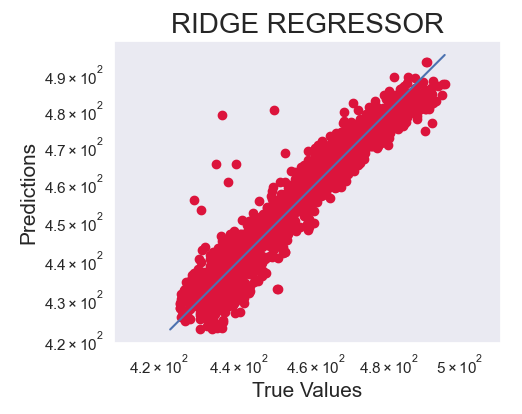 RIDGE REGRESSOR
Predictions
4.9 × 10²
4.8 × 10²
4.7 × 10²
4.6 × 10²
4.5 × 10²
4.4 × 10²
4.3 × 10²
4.2 × 10²
4.2 × 10² 4.4 × 10² 4.6 × 10² 4.8 × 10² 5 × 10²
True Values